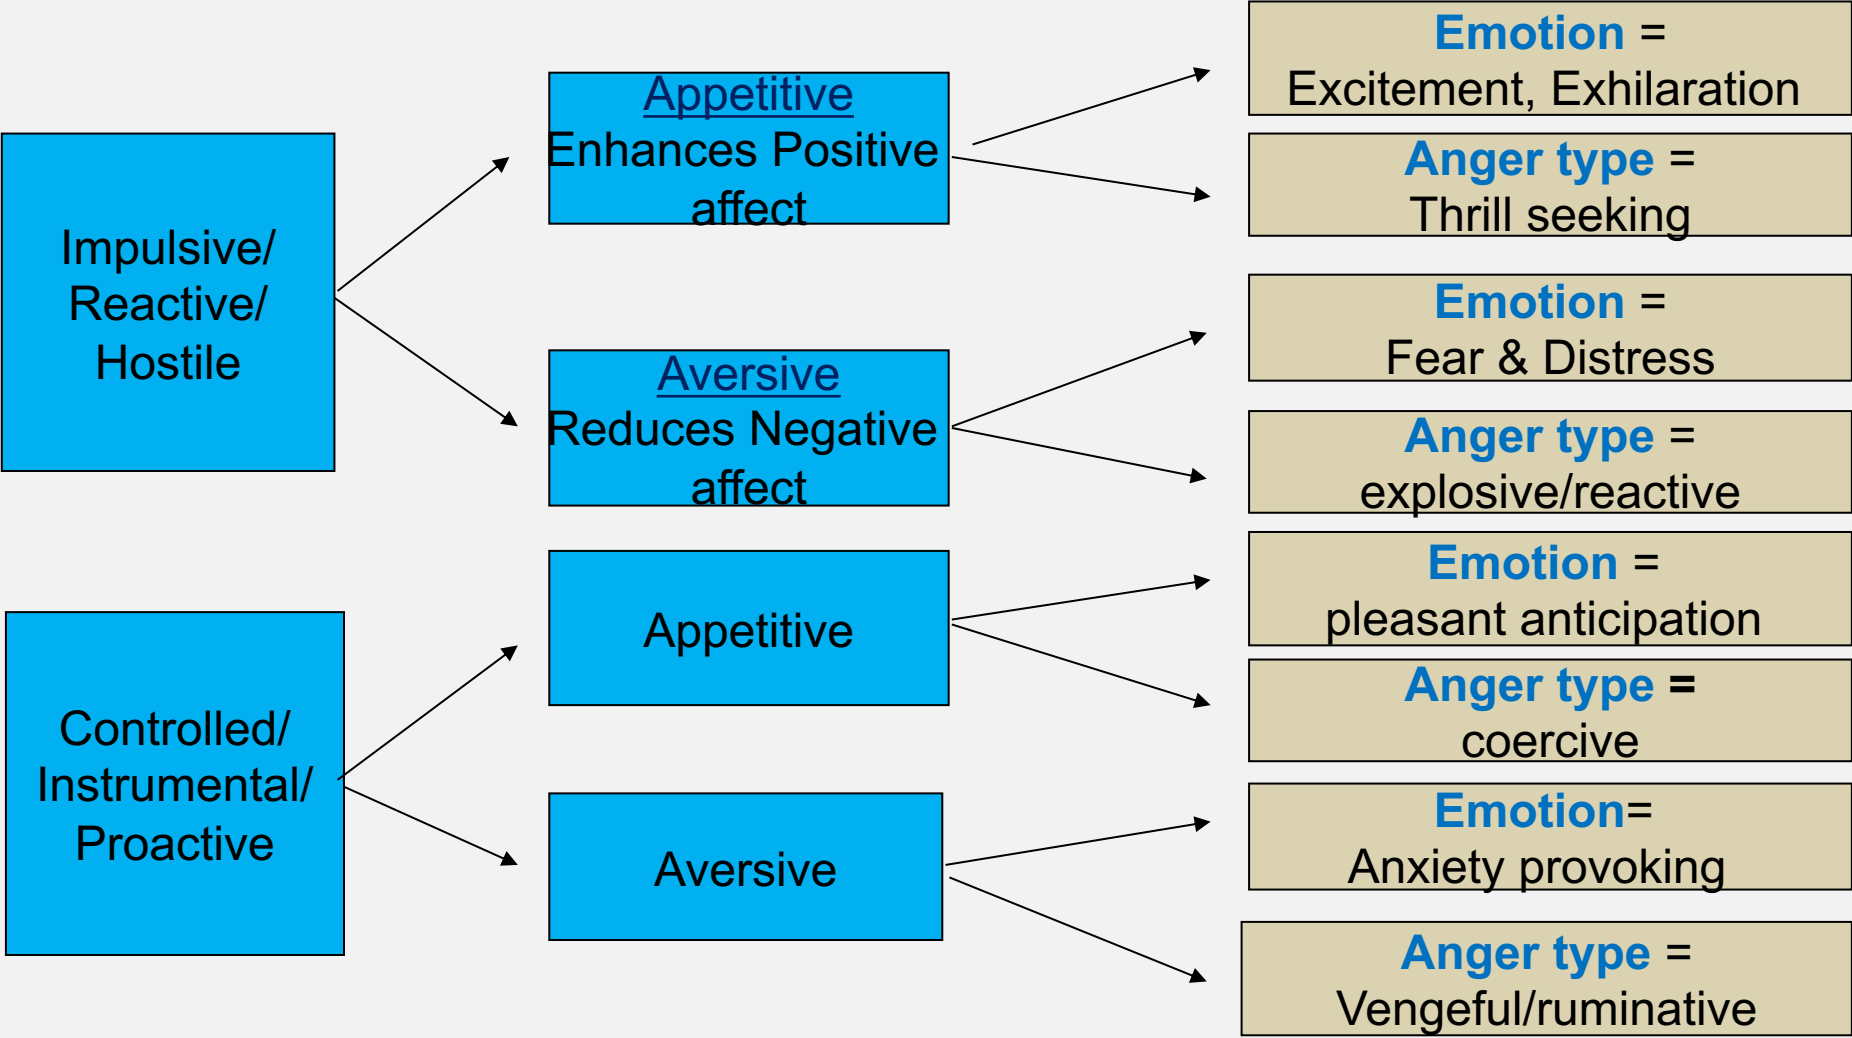 Impulsive/
Reactive/
Hostile
Appetitive
Enhances Positive
affect
Emotion =
Excitement, Exhilaration
Anger type =
Thrill seeking
Aversive
Reduces Negative
affect
Emotion =
Fear & Distress
Anger type =
explosive/reactive
Controlled/
Instrumental/
Proactive
Appetitive
Emotion =
pleasant anticipation
Anger type =
coercive
Aversive
Emotion=
Anxiety provoking
Anger type =
Vengeful/ruminative